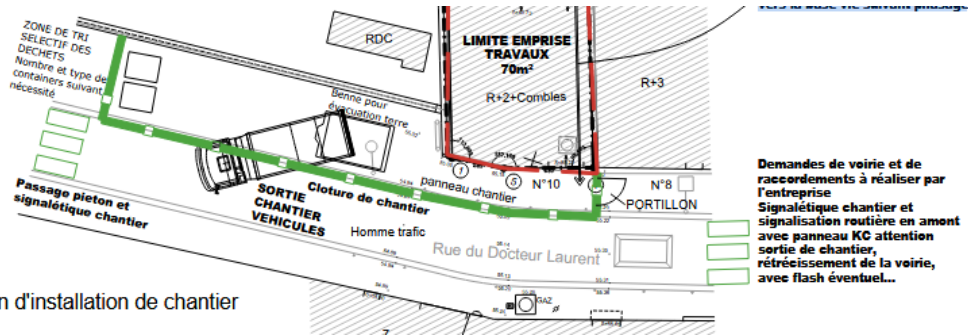 vers la base vie suivant phasage
ZONE DE TRI
SELECTIF DES
DECHETS
Nombre et type de
containers suivant
nécessité
RDC
LIMITE EMPRISE
TRAVAUX
70m²
R+2+Combles
R+3
Benne pour
évacuation terre
1
5
N°10
N°8
panneau chantier
PORTILLON
Cloture de chantier
SORTIE
CHANTIER
VEHICULES
Homme trafic
Passage pieton et
signalétique chantier
Rue du Docteur Laurent
GAZ
Demandes de voirie et de
raccordements à réaliser par
l'entreprise
Signalétique chantier et
signalisation routière en amont
avec panneau KC attention
sortie de chantier,
rétrécissement de la voirie,
avec flash éventuel...
n d'installation de chantier
7